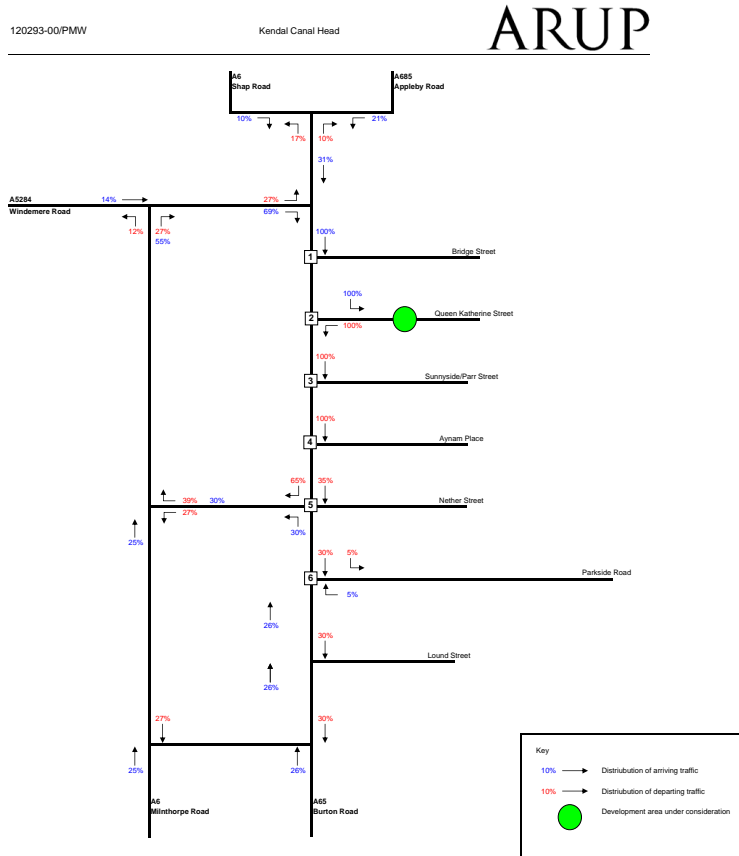 120293-00/PMW
Kendal Canal Head
ARUP
A6
Shap Road
A685
Appleby Road
10%
21%
17%
10%
31%
A5284
Windemere Road
14%
27%
69%
12%
27%
55%
100%
1
Bridge Street
100%
2
Queen Katherine Street
100%
100%
3
Sunnyside/Parr Street
100%
4
Aynam Place
65%
35%
39%
30%
5
Nether Street
27%
30%
25%
30%
5%
6
Parkside Road
5%
26%
30%
Lound Street
26%
27%
30%
25%
26%
A6
Milnthorpe Road
A65
Burton Road
Key
10%
Distriubution of arriving traffic
10%
Distriubution of departing traffic
Development area under consideration